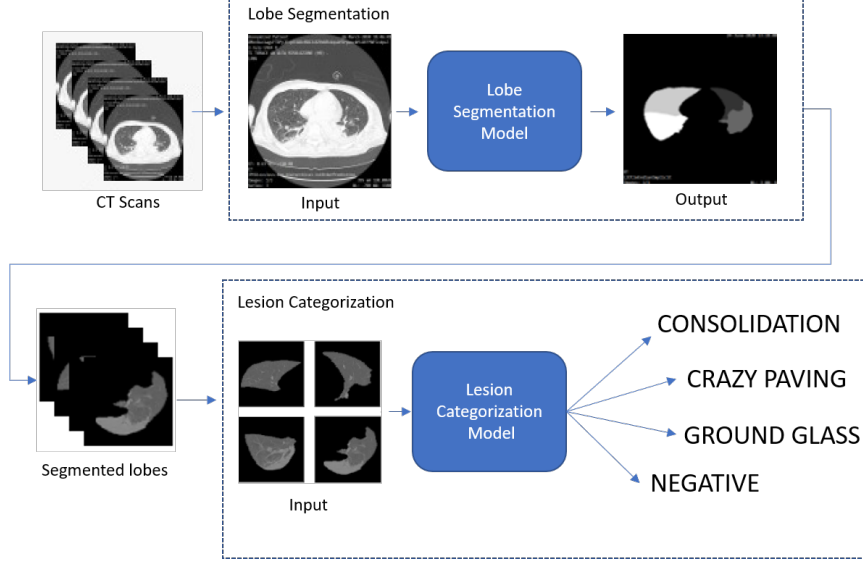 Lobe Segmentation
CT Scans
Input
Lobe
Segmentation
Model
Output
Segmented lobes
Lesion Categorization
Input
Lesion
Categorization
Model
CONSOLIDATION
CRAZY PAVING
GROUND GLASS
NEGATIVE